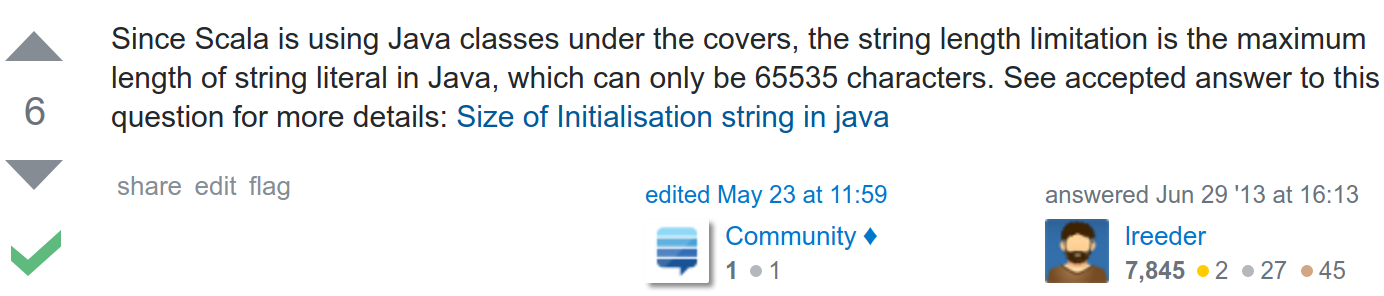 Since Scala is using Java classes under the covers, the string length limitation is the maximum
length of string literal in Java, which can only be 65535 characters. See accepted answer to this
6
question for more details: Size of Initialisation string in java
share edit flag
edited May 23 at 11:59
answered Jun 29 '13 at 16:13
Community ♦
lreeder
1 ● 1
7,845 ● 2 ● 27 ● 45